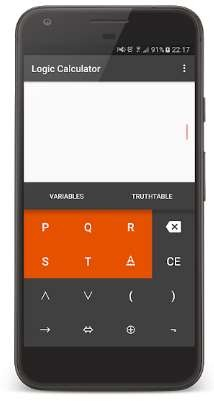 91% 22:17
Logic Calculator
VARIABLES TRUTHTABLE
P Q R
S T A CE
∧ ∨ ( )
→ ⇔ ⊕ ¬